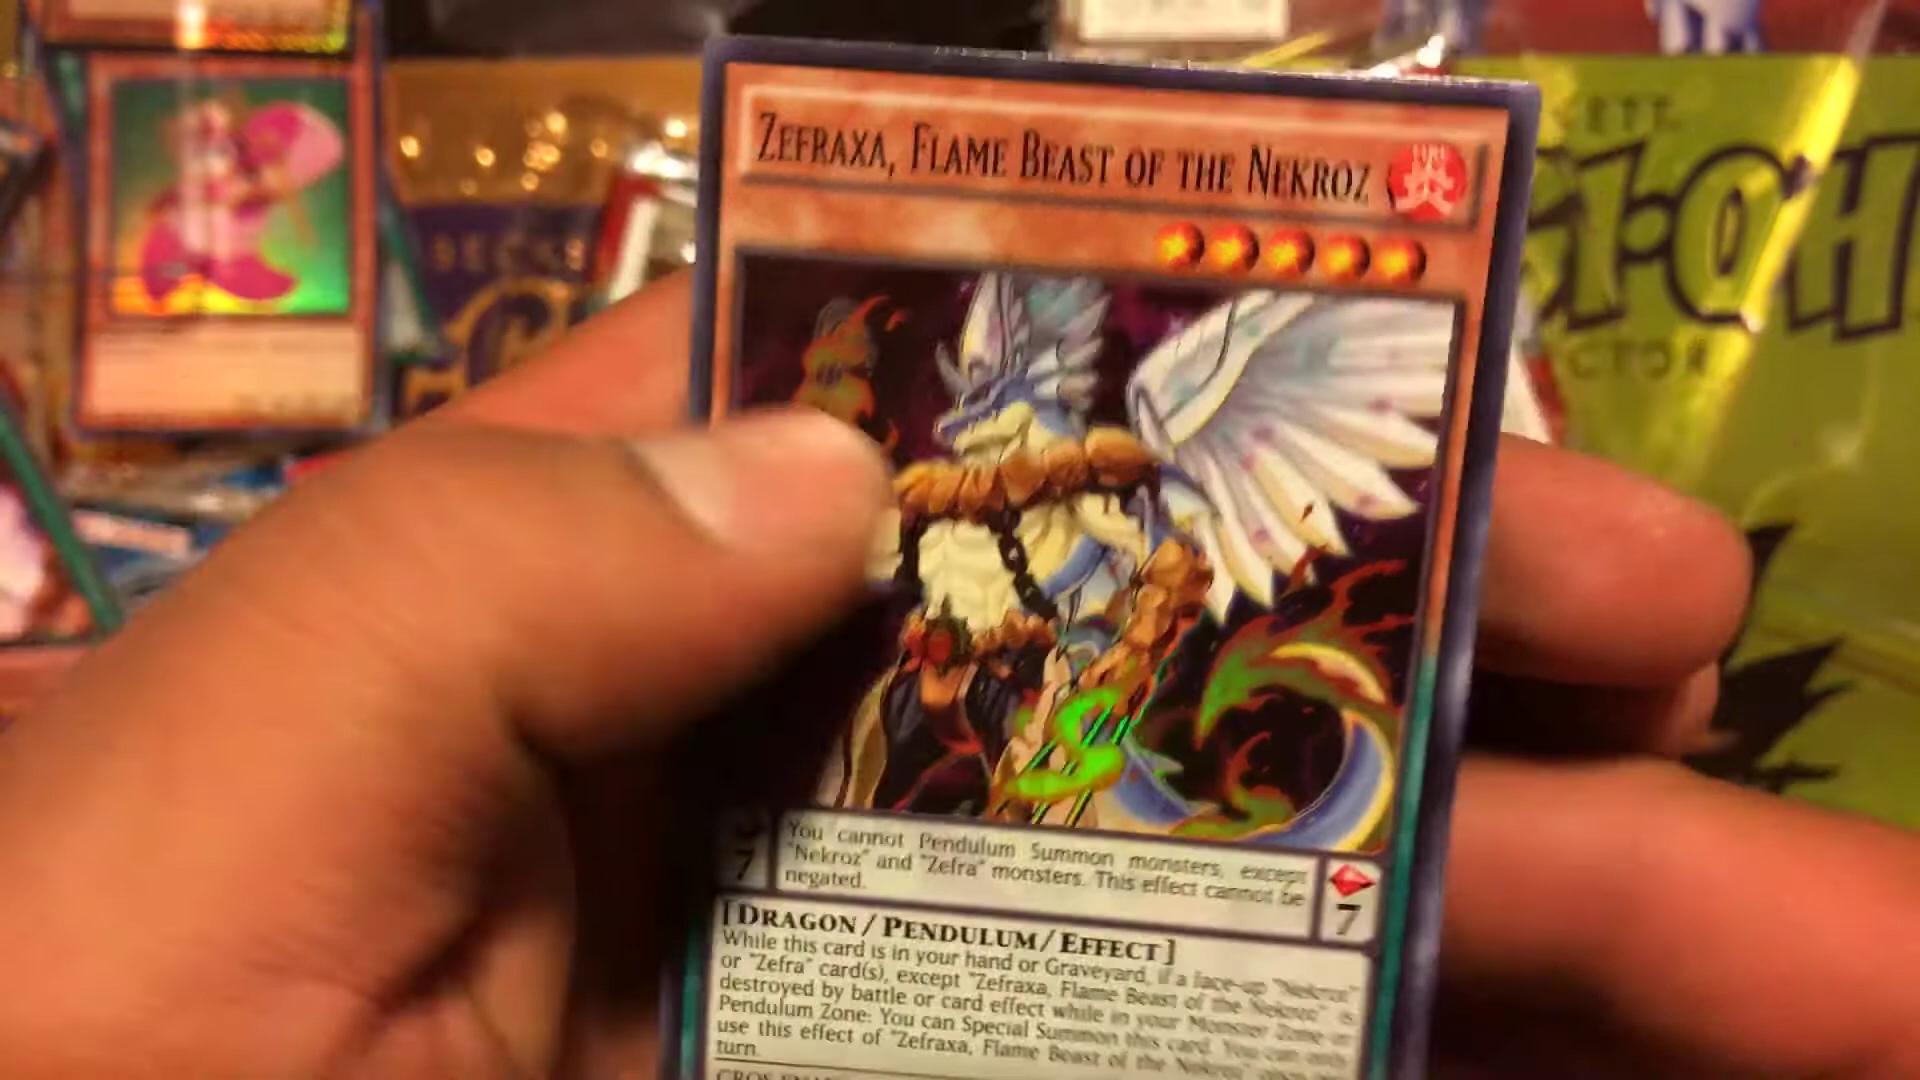 ZEFRAXA, FLAME BEAST OF THE NEKROZ
You cannot Pendulum Summon monsters, except
"Nekroz" and "Zefra" monsters. This effect cannot be
negated.
7
7
[DRAGON/PENDULUM/EFFECT]
While this card is in your hand or Graveyard, if a face-up "Nekroz"
or "Zefra" card(s), except "Zefraxa, Flame Beast of the Nekroz" is
destroyed by battle or card effect while in your Monster Zone or
Pendulum Zone: You can Special Summon this card. You can only
use this effect of "Zefraxa, Flame Beast of the Nekroz" once per
turn.